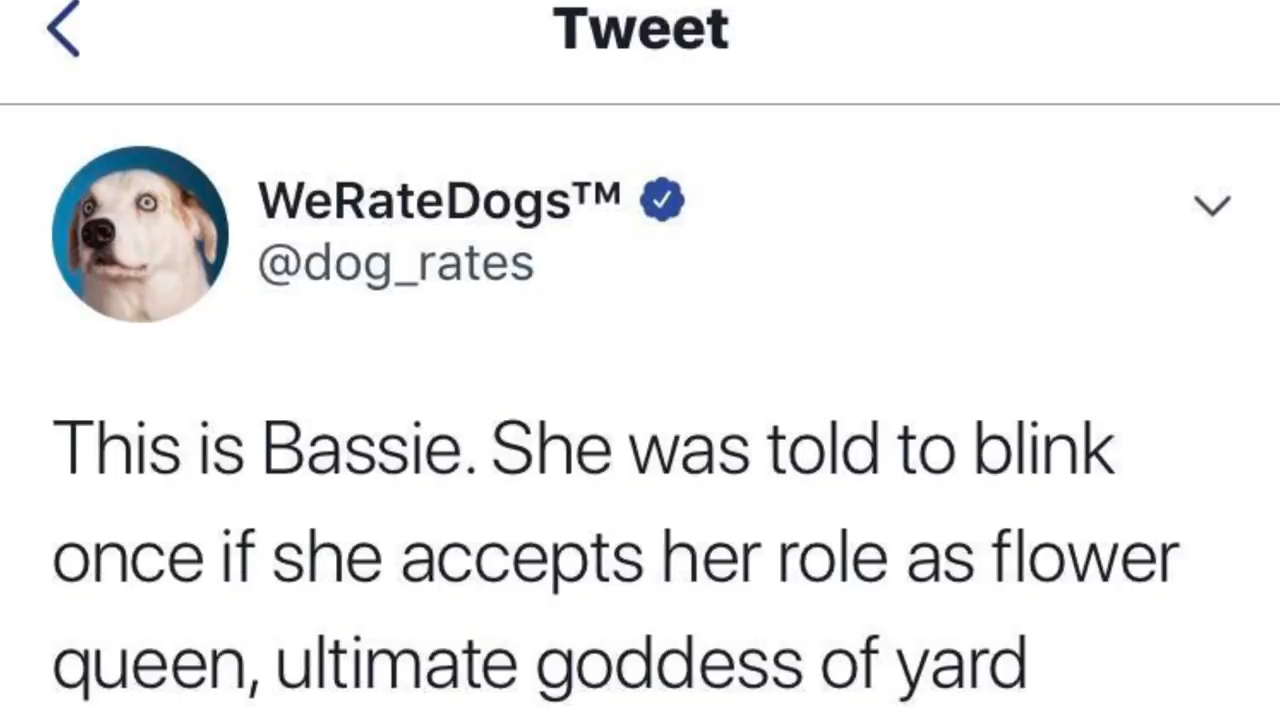 Tweet
WeRateDogs™
@dog_rates
This is Bassie. She was told to blink
once if she accepts her role as flower
queen, ultimate goddess of yard